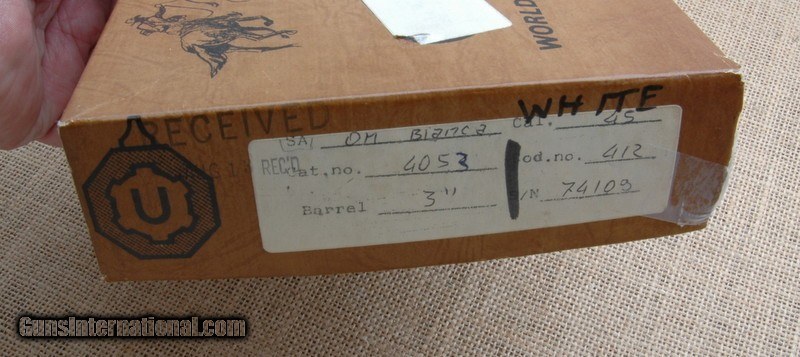 WORLD
WHITE
RECEIVED
(SA) OM Blanca Cal. 45
REC'D
Cat.no. 4053 Mod.no. 412
Barrel 3" S/N 74109
U
GunsInternational.com